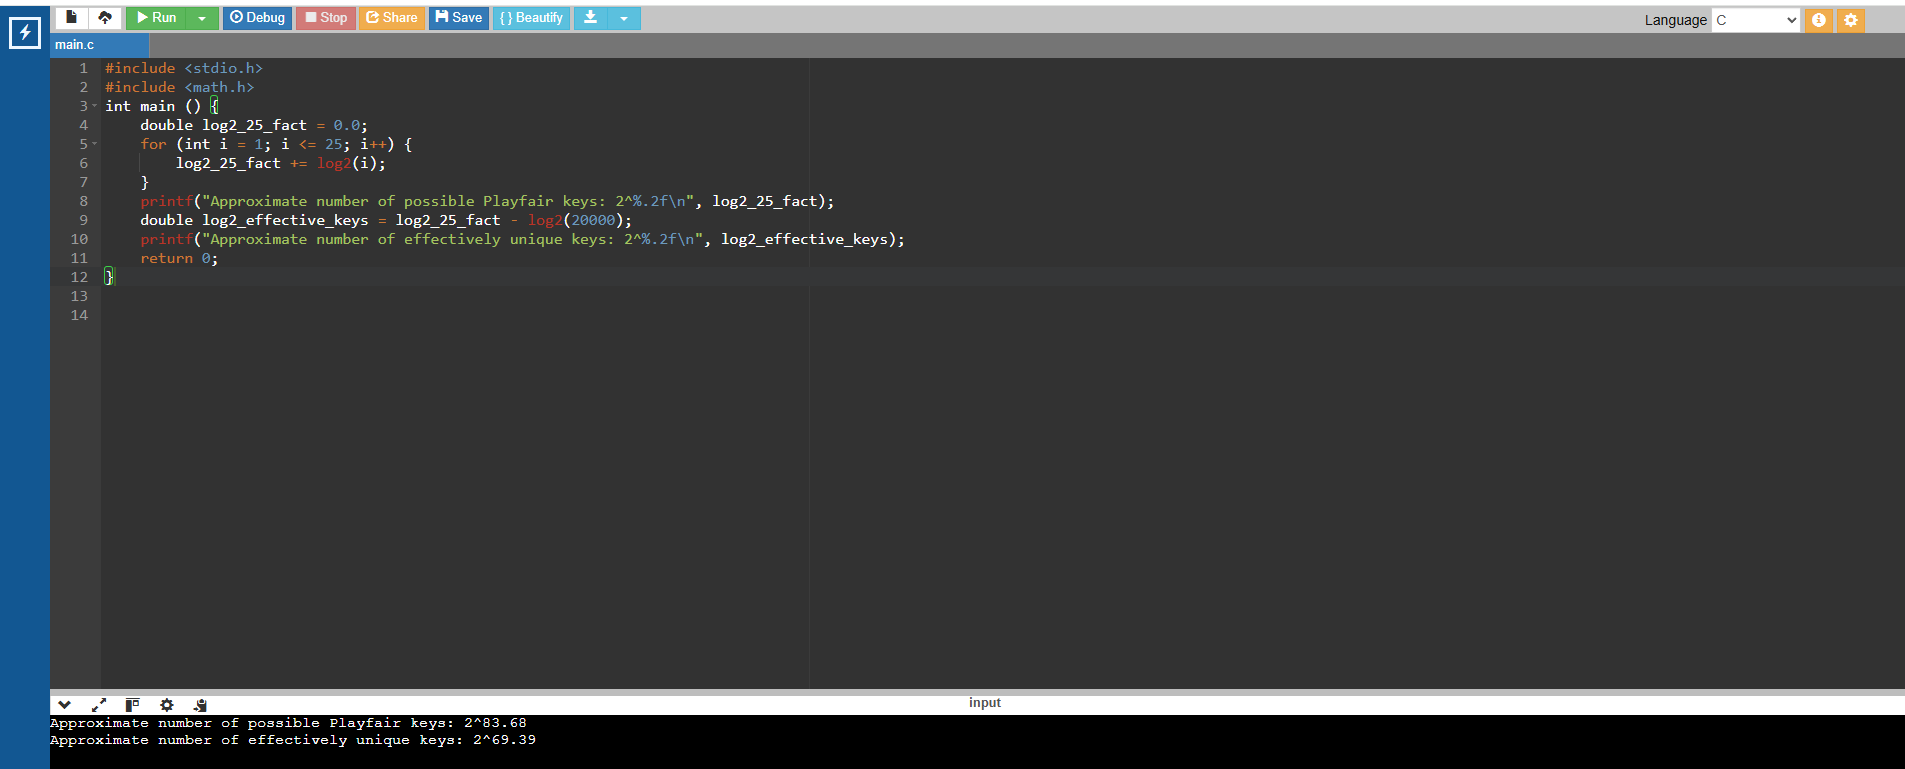 Run Debug Stop Share Save { } Beautify Language C
main.c
1 #include <stdio.h>
2 #include <math.h>
3 int main () {
4     double log2_25_fact = 0.0;
5     for (int i = 1; i <= 25; i++) {
6         log2_25_fact += log2(i);
7     }
8     printf("Approximate number of possible Playfair keys: 2^%.2f\n", log2_25_fact);
9     double log2_effective_keys = log2_25_fact - log2(20000);
10     printf("Approximate number of effectively unique keys: 2^%.2f\n", log2_effective_keys);
11     return 0;
12 }
13
14
input
Approximate number of possible Playfair keys: 2^83.68
Approximate number of effectively unique keys: 2^69.39